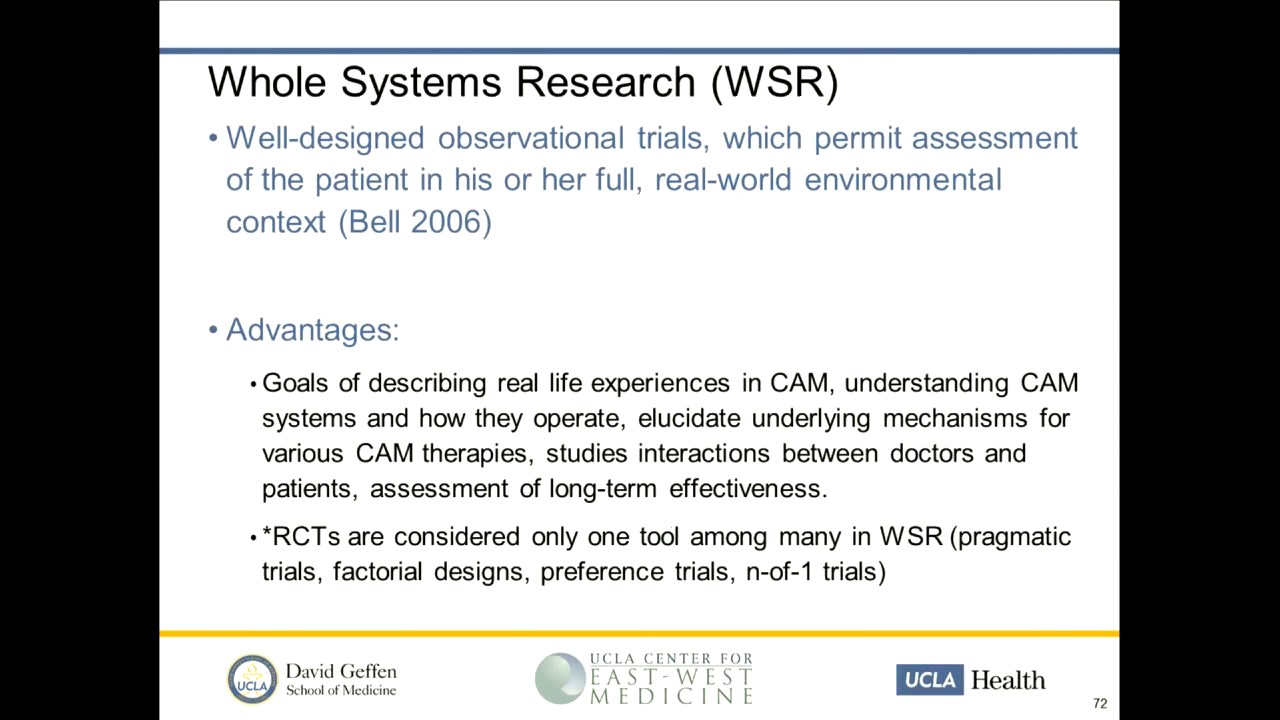 Whole Systems Research (WSR)
• Well-designed observational trials, which permit assessment
of the patient in his or her full, real-world environmental
context (Bell 2006)
• Advantages:
• Goals of describing real life experiences in CAM, understanding CAM
systems and how they operate, elucidate underlying mechanisms for
various CAM therapies, studies interactions between doctors and
patients, assessment of long-term effectiveness.
• *RCTs are considered only one tool among many in WSR (pragmatic
trials, factorial designs, preference trials, n-of-1 trials)
UCLA
David Geffen
School of Medicine
UCLA CENTER FOR
EAST-WEST
MEDICINE
UCLA Health
72